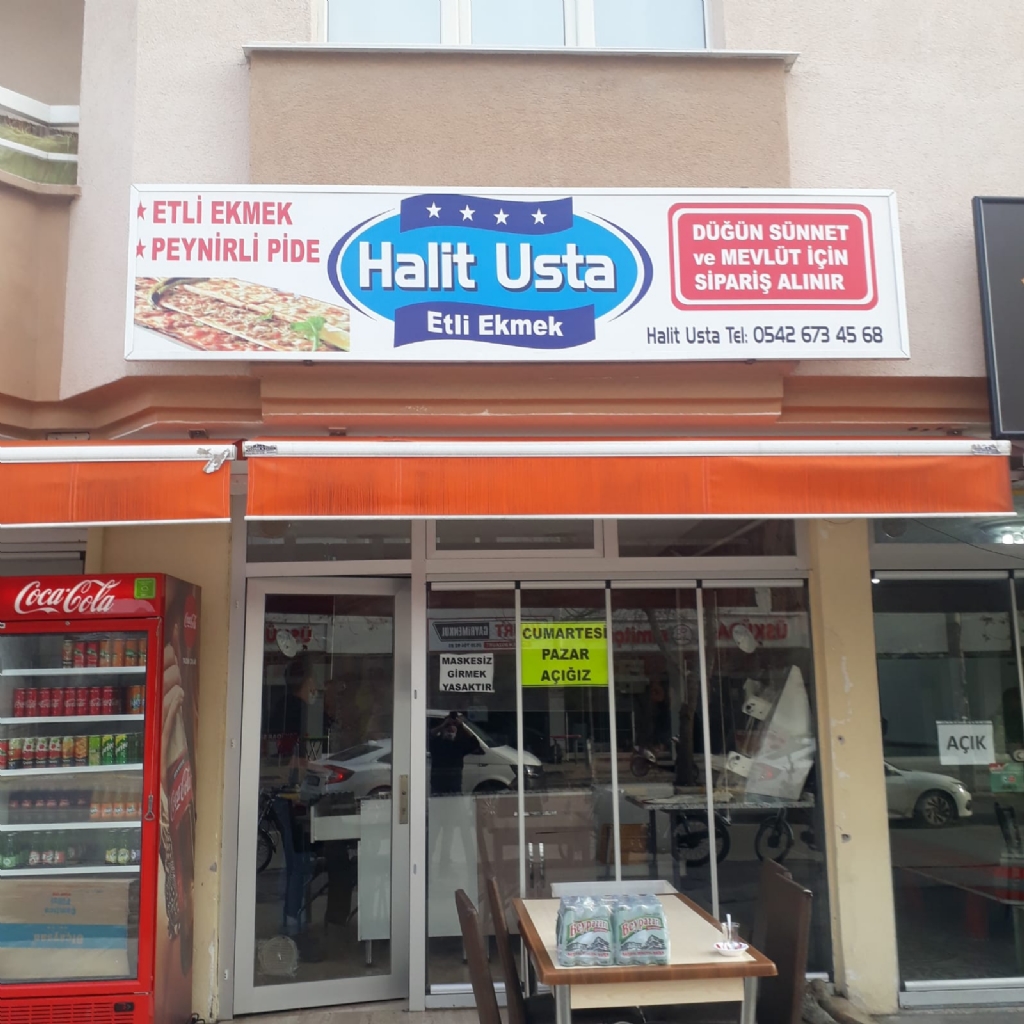 ETLİ EKMEK
PEYNİRLİ PİDE
Halit Usta
Etli Ekmek
DÜĞÜN SÜNNET
ve MEVLÜT İÇİN
SİPARİŞ ALINIR
Halit Usta Tel: 0542 673 45 68
Coca-Cola
MASKESİZ
GİRMEK
YASAKTIR
CUMARTESİ
PAZAR
AÇIĞIZ
AÇIK